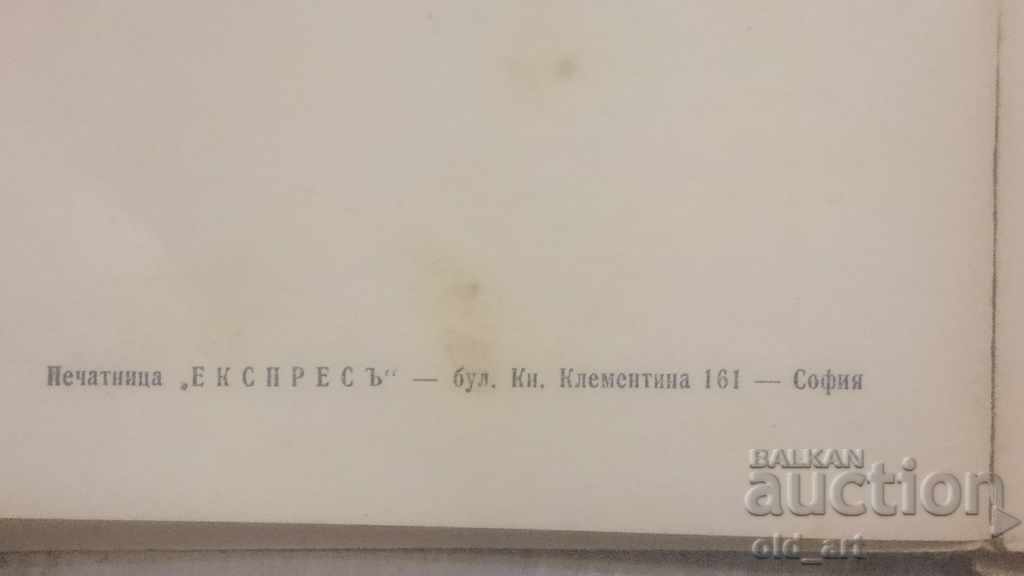 Печатница „ЕКСПРЕСЪ“ — бул. Кн. Клементина 161 — София
BALKAN
auction
old_art